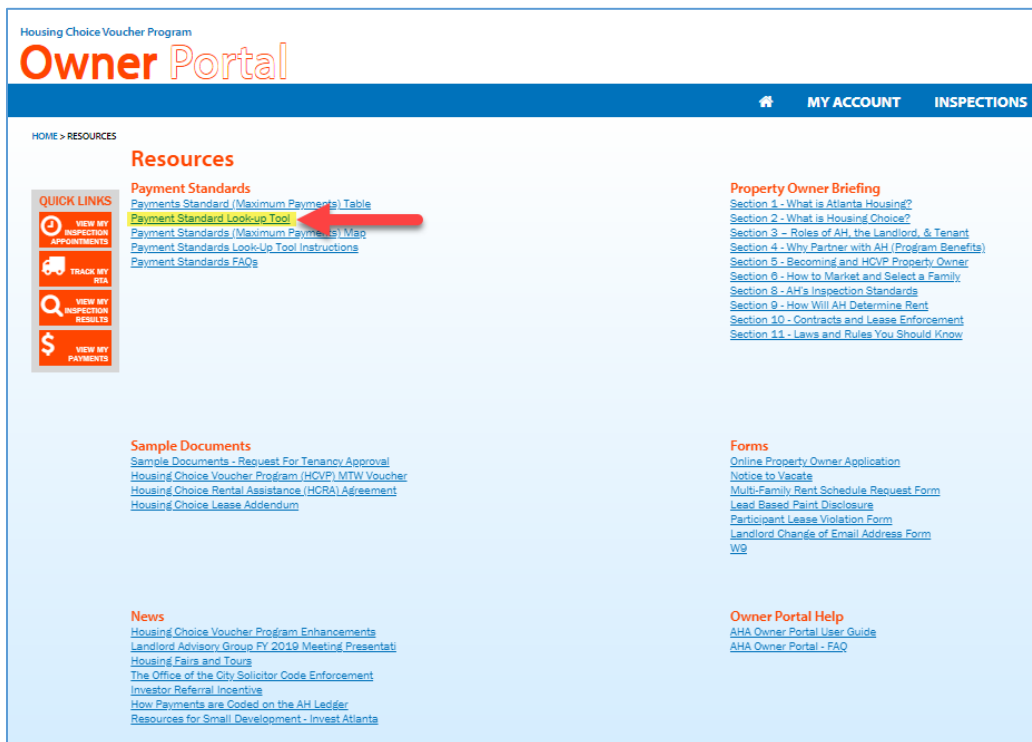 Housing Choice Voucher Program
Owner Portal
MY ACCOUNT
INSPECTIONS
HOME > RESOURCES
Resources
QUICK LINKS
VIEW MY
INSPECTION
APPOINTMENTS
TRACK MY
RTA
VIEW MY
INSPECTION
RESULTS
VIEW MY
PAYMENTS
Payment Standards
Payments Standard (Maximum Payments) Table
Payment Standard Look-up Tool
Payment Standards (Maximum Payments) Map
Payment Standards Look-Up Tool Instructions
Payment Standards FAQs
Property Owner Briefing
Section 1 - What is Atlanta Housing?
Section 2 - What is Housing Choice?
Section 3 – Roles of AH, the Landlord, & Tenant
Section 4 - Why Partner with AH (Program Benefits)
Section 5 - Becoming and HCVP Property Owner
Section 6 - How to Market and Select a Family
Section 8 - AH's Inspection Standards
Section 9 - How Will AH Determine Rent
Section 10 - Contracts and Lease Enforcement
Section 11 - Laws and Rules You Should Know
Sample Documents
Sample Documents - Request For Tenancy Approval
Housing Choice Voucher Program (HCVP) MTW Voucher
Housing Choice Rental Assistance (HCRA) Agreement
Housing Choice Lease Addendum
Forms
Online Property Owner Application
Notice to Vacate
Multi-Family Rent Schedule Request Form
Lead Based Paint Disclosure
Participant Lease Violation Form
Landlord Change of Email Address Form
W9
News
Housing Choice Voucher Program Enhancements
Landlord Advisory Group FY 2019 Meeting Presentati
Housing Fairs and Tours
The Office of the City Solicitor Code Enforcement
Investor Referral Incentive
How Payments are Coded on the AH Ledger
Resources for Small Development - Invest Atlanta
Owner Portal Help
AHA Owner Portal User Guide
AHA Owner Portal - FAQ